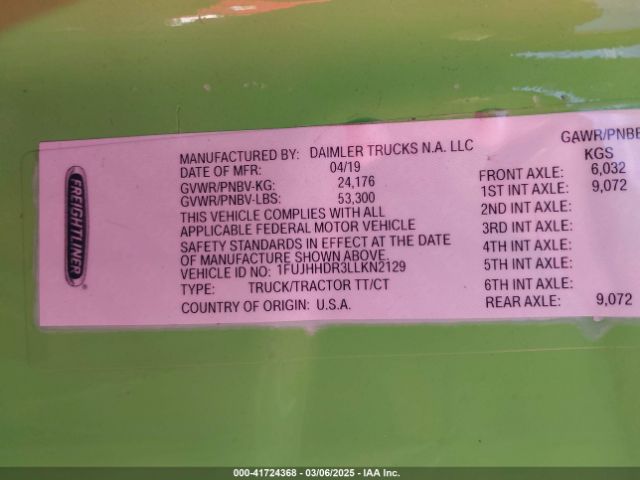 FREIGHTLINER
MANUFACTURED BY: DAIMLER TRUCKS N.A. LLC
DATE OF MFR: 04/19
GVWR/PNBV-KG: 24,176
GVWR/PNBV-LBS: 53,300
THIS VEHICLE COMPLIES WITH ALL
APPLICABLE FEDERAL MOTOR VEHICLE
SAFETY STANDARDS IN EFFECT AT THE DATE
OF MANUFACTURE SHOWN ABOVE.
VEHICLE ID NO: 1FUJHHDR3LLKN2129
TYPE: TRUCK/TRACTOR TT/CT
COUNTRY OF ORIGIN: U.S.A.
GAWR/PNBE
KGS
FRONT AXLE: 6,032
1ST INT AXLE: 9,072
2ND INT AXLE:
3RD INT AXLE:
4TH INT AXLE:
5TH INT AXLE:
6TH INT AXLE:
REAR AXLE: 9,072
000-41724368 - 03/06/2025 - IAA Inc.